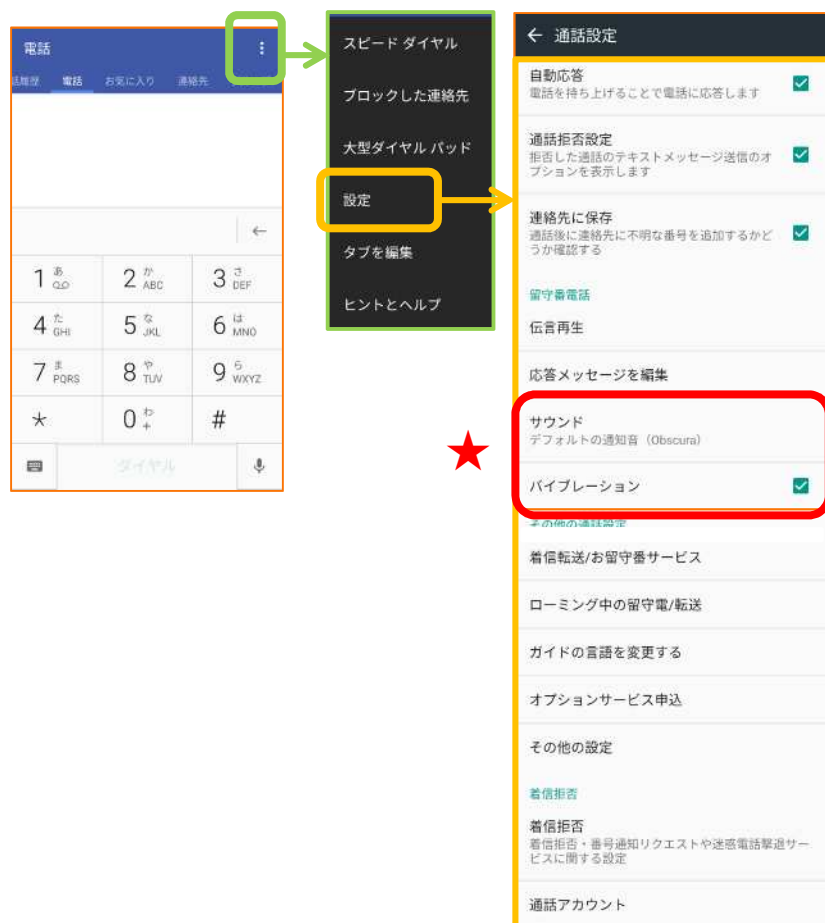 電話
電話
お気に入り
連絡先
←
1 あ
2 か ABC
3 さ DEF
4 た GHI
5 な JKL
6 は MNO
7 ま PQRS
8 や TUV
9 ら WXYZ
*
0 わ +
#
ダイヤル
スピード ダイヤル
ブロックした連絡先
大型ダイヤル パッド
設定
タブを編集
ヒントとヘルプ
← 通話設定
自動応答
電話を持ち上げることで電話に応答します
通話拒否設定
拒否した通話のテキストメッセージ送信のオ
プションを表示します
連絡先に保存
通話後に連絡先に不明な番号を追加するかど
うか確認する
留守番電話
伝言再生
応答メッセージを編集
サウンド
デフォルトの通知音（Obscura）
バイブレーション
その他の通話設定
着信転送/お留守番サービス
ローミング中の留守電/転送
ガイドの言語を変更する
オプションサービス申込
その他の設定
着信拒否
着信拒否
着信拒否・番号通知リクエストや迷惑電話撃退サー
ビスに関する設定
通話アカウント